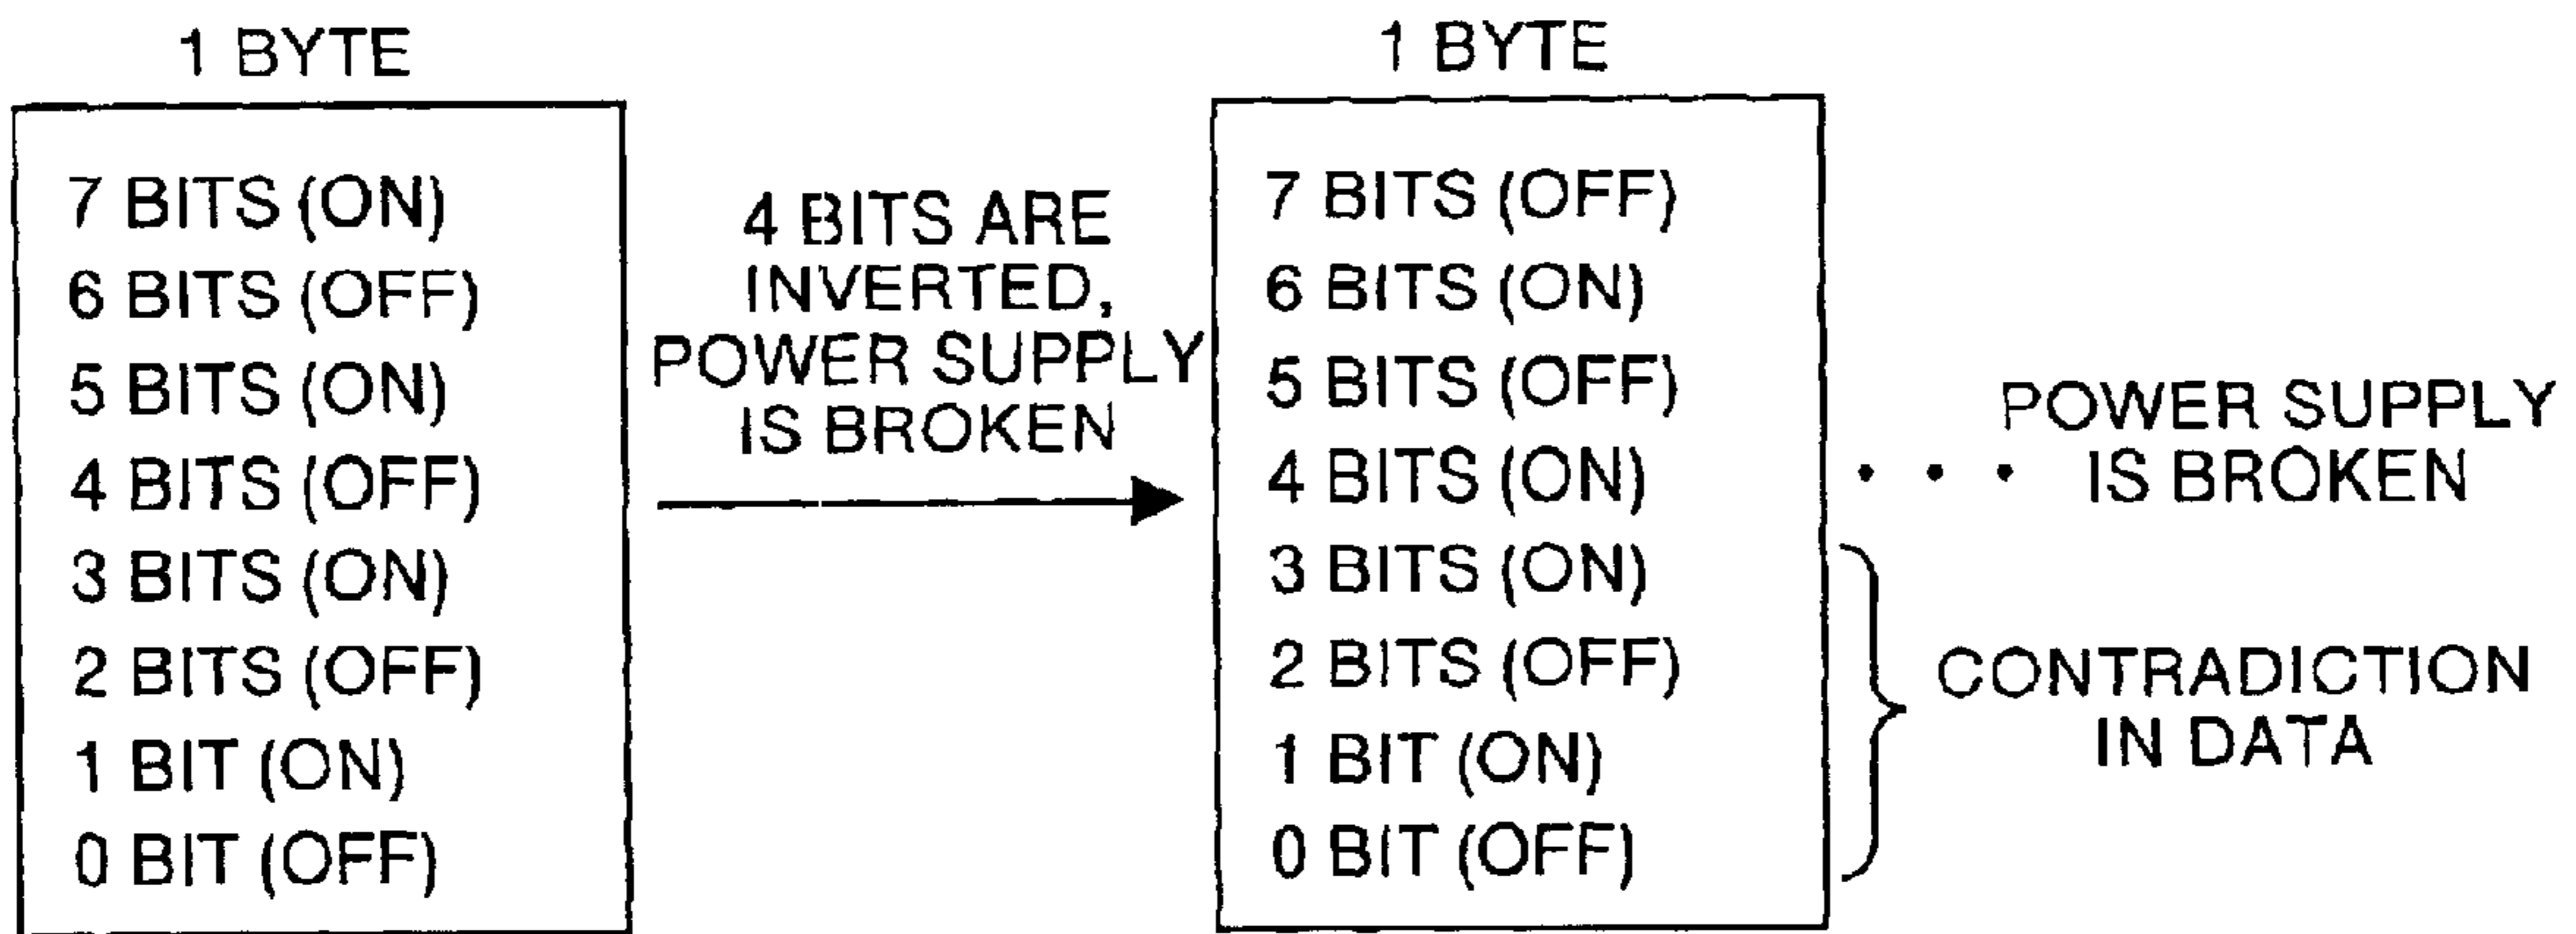 1 BYTE
7 BITS (ON)
6 BITS (OFF)
5 BITS (ON)
4 BITS (OFF)
3 BITS (ON)
2 BITS (OFF)
1 BIT (ON)
0 BIT (OFF)
4 BITS ARE
INVERTED,
POWER SUPPLY
IS BROKEN
1 BYTE
7 BITS (OFF)
6 BITS (ON)
5 BITS (OFF)
4 BITS (ON)
3 BITS (ON)
2 BITS (OFF)
1 BIT (ON)
0 BIT (OFF)
POWER SUPPLY
• • • IS BROKEN
CONTRADICTION
IN DATA